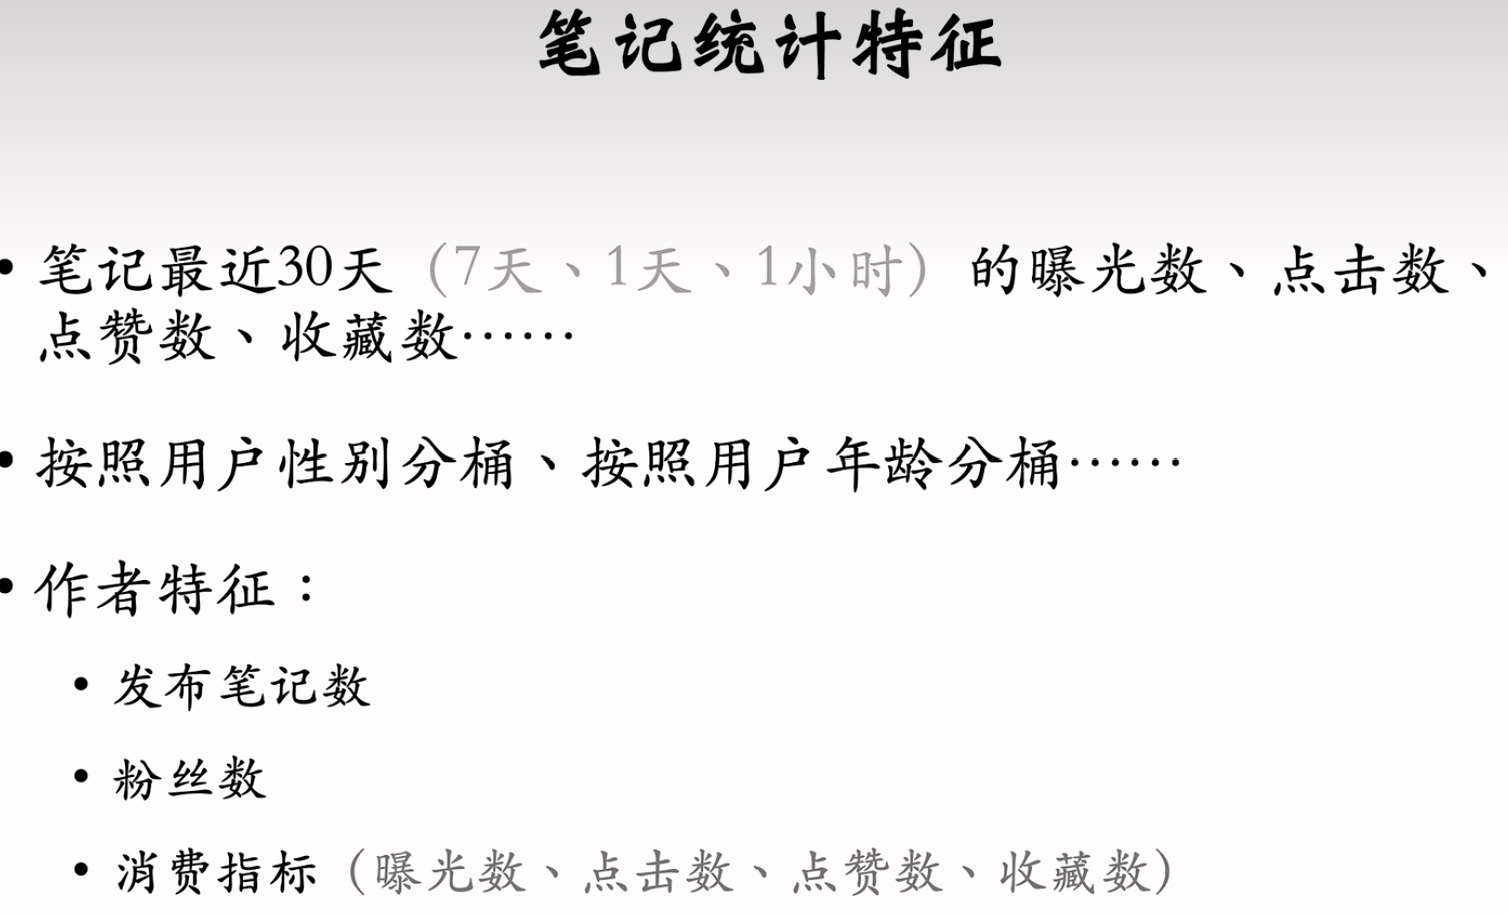 笔记统计特征
• 笔记最近30天（7天、1天、1小时）的曝光数、点击数、
点赞数、收藏数……
• 按照用户性别分桶、按照用户年龄分桶……
• 作者特征：
• 发布笔记数
• 粉丝数
• 消费指标（曝光数、点击数、点赞数、收藏数）